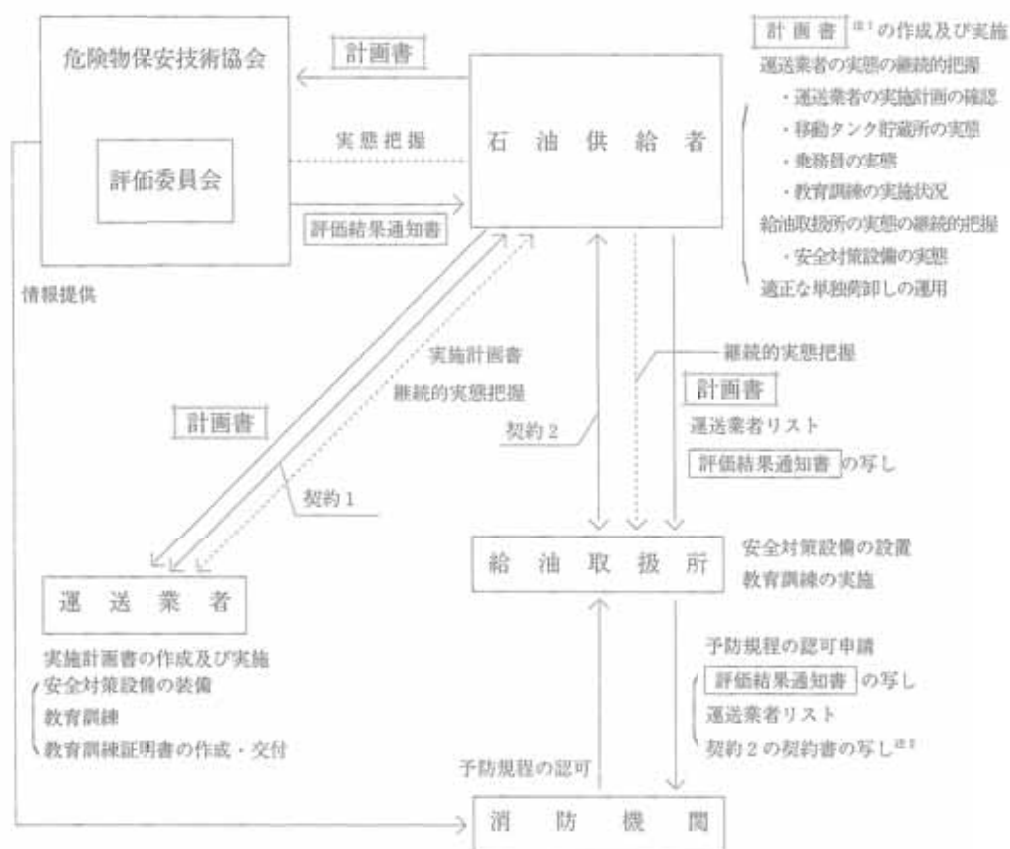 計画書 注1 の作成及び実施
危険物保安技術協会
計画書
運送業者の実態の継続的把握
・運送業者の実施計画の確認
実態把握
石油供給者
・移動タンク貯蔵所の実態
評価委員会
・乗務員の実態
・教育訓練の実施状況
評価結果通知書
給油取扱所の実態の継続的把握
・安全対策設備の実態
情報提供
適正な単独荷卸しの運用
実施計画書
継続的実態把握
継続的実態把握
計画書
計画書
契約2
運送業者リスト
評価結果通知書 の写し
契約1
給油取扱所
安全対策設備の設置
教育訓練の実施
運送業者
実施計画書の作成及び実施
安全対策設備の装備
教育訓練
教育訓練証明書の作成・交付
予防規程の認可申請
評価結果通知書 の写し
運送業者リスト
契約2の契約書の写し
予防規程の認可
消防機関